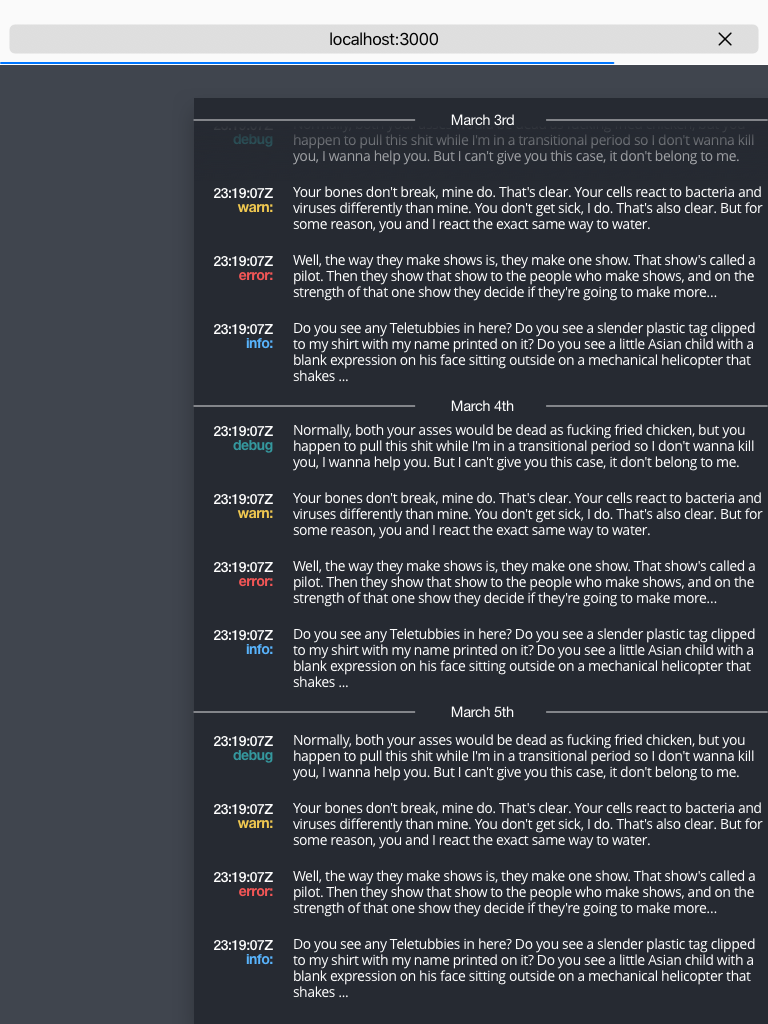 localhost:3000
March 3rd
debug
happen to pull this shit while I'm in a transitional period so I don't wanna kill
you, I wanna help you. But I can't give you this case, it don't belong to me.
23:19:07Z
warn:
Your bones don't break, mine do. That's clear. Your cells react to bacteria and
viruses differently than mine. You don't get sick, I do. That's also clear. But for
some reason, you and I react the exact same way to water.
23:19:07Z
error:
Well, the way they make shows is, they make one show. That show's called a
pilot. Then they show that show to the people who make shows, and on the
strength of that one show they decide if they're going to make more...
23:19:07Z
info:
Do you see any Teletubbies in here? Do you see a slender plastic tag clipped
to my shirt with my name printed on it? Do you see a little Asian child with a
blank expression on his face sitting outside on a mechanical helicopter that
shakes ...
March 4th
23:19:07Z
debug
Normally, both your asses would be dead as fucking fried chicken, but you
happen to pull this shit while I'm in a transitional period so I don't wanna kill
you, I wanna help you. But I can't give you this case, it don't belong to me.
23:19:07Z
warn:
Your bones don't break, mine do. That's clear. Your cells react to bacteria and
viruses differently than mine. You don't get sick, I do. That's also clear. But for
some reason, you and I react the exact same way to water.
23:19:07Z
error:
Well, the way they make shows is, they make one show. That show's called a
pilot. Then they show that show to the people who make shows, and on the
strength of that one show they decide if they're going to make more...
23:19:07Z
info:
Do you see any Teletubbies in here? Do you see a slender plastic tag clipped
to my shirt with my name printed on it? Do you see a little Asian child with a
blank expression on his face sitting outside on a mechanical helicopter that
shakes ...
March 5th
23:19:07Z
debug
Normally, both your asses would be dead as fucking fried chicken, but you
happen to pull this shit while I'm in a transitional period so I don't wanna kill
you, I wanna help you. But I can't give you this case, it don't belong to me.
23:19:07Z
warn:
Your bones don't break, mine do. That's clear. Your cells react to bacteria and
viruses differently than mine. You don't get sick, I do. That's also clear. But for
some reason, you and I react the exact same way to water.
23:19:07Z
error:
Well, the way they make shows is, they make one show. That show's called a
pilot. Then they show that show to the people who make shows, and on the
strength of that one show they decide if they're going to make more...
23:19:07Z
info:
Do you see any Teletubbies in here? Do you see a slender plastic tag clipped
to my shirt with my name printed on it? Do you see a little Asian child with a
blank expression on his face sitting outside on a mechanical helicopter that
shakes ...